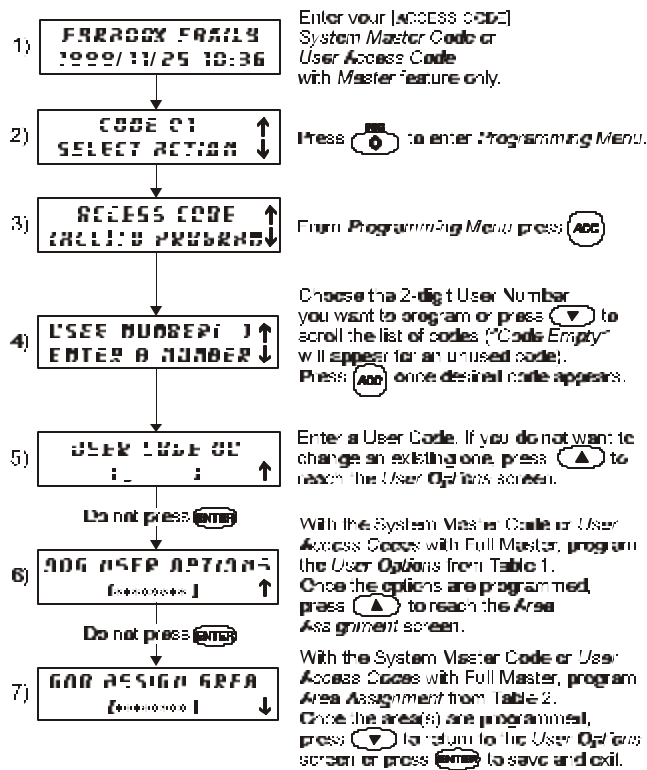 1)
PARADOX FAMILY
1999/11/25 10:36
Enter your [ACCESS CODE]
System Master Code or
User Access Code
with Master feature only.
2)
CODE 01
SELECT ACTION
Press 0 to enter Programming Menu.
3)
ACCESS CODE
[ACC] TO PROGRAM
From Programming Menu press ACC
4)
USER NUMBER( )
ENTER A NUMBER
Choose the 2-digit User Number
you want to program or press ▼ to
scroll the list of codes ("Code Empty"
will appear for an unused code).
Press once desired code appears.
5)
USER CODE
Enter a User Code. If you do not want to
change an existing one, press ▲ to
reach the User Options screen.
Do not press ENTER
6)
USER OPTIONS
With the System Master Code or User
Access Codes with Full Master, program
the User Options from Table 1.
Once the options are programmed,
press ▲ to reach the Area
Assignment screen.
Do not press ENTER
7)
ASSIGN AREA
With the System Master Code or User
Access Codes with Full Master, program
Area Assignment from Table 2.
Once the area(s) are programmed,
press ▼ to return to the User Options
screen or press ENTER to save and exit.